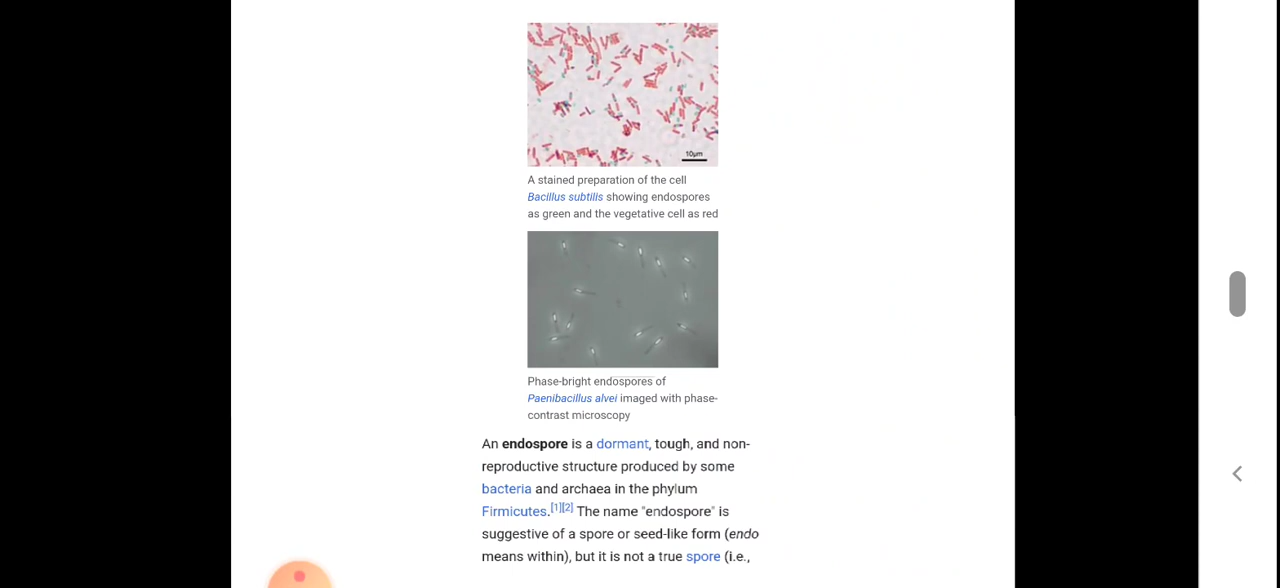 10μm
A stained preparation of the cell
Bacillus subtilis showing endospores
as green and the vegetative cell as red
Phase-bright endospores of
Paenibacillus alvei imaged with phase-
contrast microscopy
An endospore is a dormant, tough, and non-
reproductive structure produced by some
bacteria and archaea in the phylum
Firmicutes.[1][2] The name "endospore" is
suggestive of a spore or seed-like form (endo
means within), but it is not a true spore (i.e.,